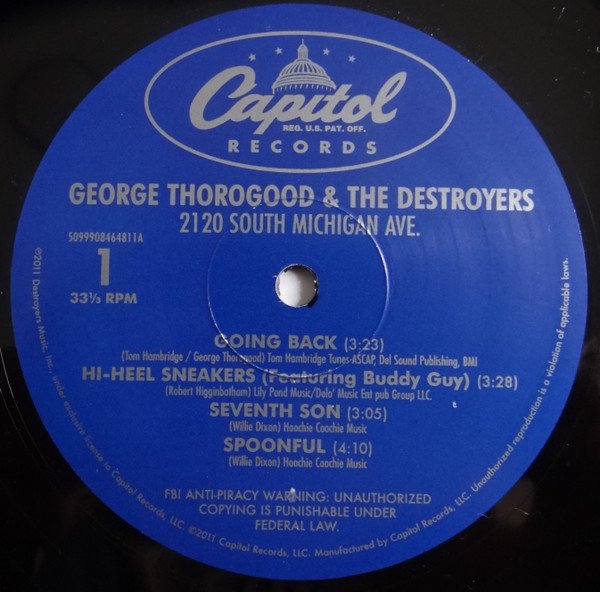 Capitol
REG. U.S. PAT. OFF.
RECORDS
GEORGE THOROGOOD & THE DESTROYERS
2120 SOUTH MICHIGAN AVE.
5099908464811A
1
33⅓ RPM
GOING BACK (3:23)
(Tom Hambridge / George Thorogood) Tom Hambridge Tunes-ASCAP, Del Sound Publishing, BMI
HI-HEEL SNEAKERS (Featuring Buddy Guy) (3:28)
(Robert Higginbotham) Lily Pond Music/Delo' Music Ent pub Group LLC.
SEVENTH SON (3:05)
(Willie Dixon) Hoochie Coochie Music
SPOONFUL (4:10)
(Willie Dixon) Hoochie Coochie Music
FBI ANTI-PIRACY WARNING: UNAUTHORIZED
COPYING IS PUNISHABLE UNDER
FEDERAL LAW.
℗2011 Destroyers Music, Inc. under exclusive license to Capitol Records, LLC. ©2011 Capitol Records, LLC. Manufactured by Capitol Records, LLC. Unauthorized reproduction is a violation of applicable laws.